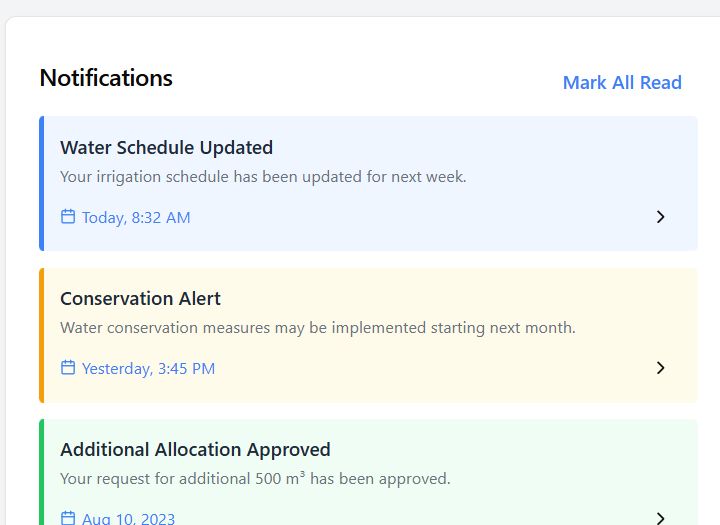 Notifications
Mark All Read
Water Schedule Updated
Your irrigation schedule has been updated for next week.
Today, 8:32 AM
Conservation Alert
Water conservation measures may be implemented starting next month.
Yesterday, 3:45 PM
Additional Allocation Approved
Your request for additional 500 m³ has been approved.
Aug 10, 2023